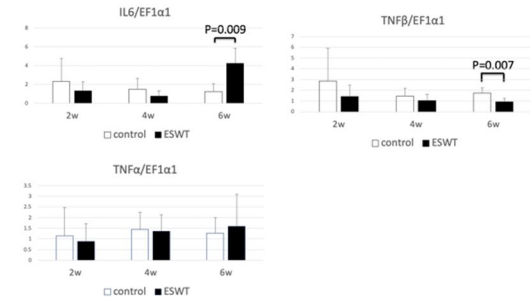 IL6/EF1α1
P=0.009
8
6
4
2
0
2w 4w 6w
control ESWT
TNFβ/EF1α1
P=0.007
7
6
5
4
3
2
1
0
2w 4w 6w
control ESWT
TNFα/EF1α1
3.5
3
2.5
2
1.5
1
0.5
0
2w 4w 6w
control ESWT